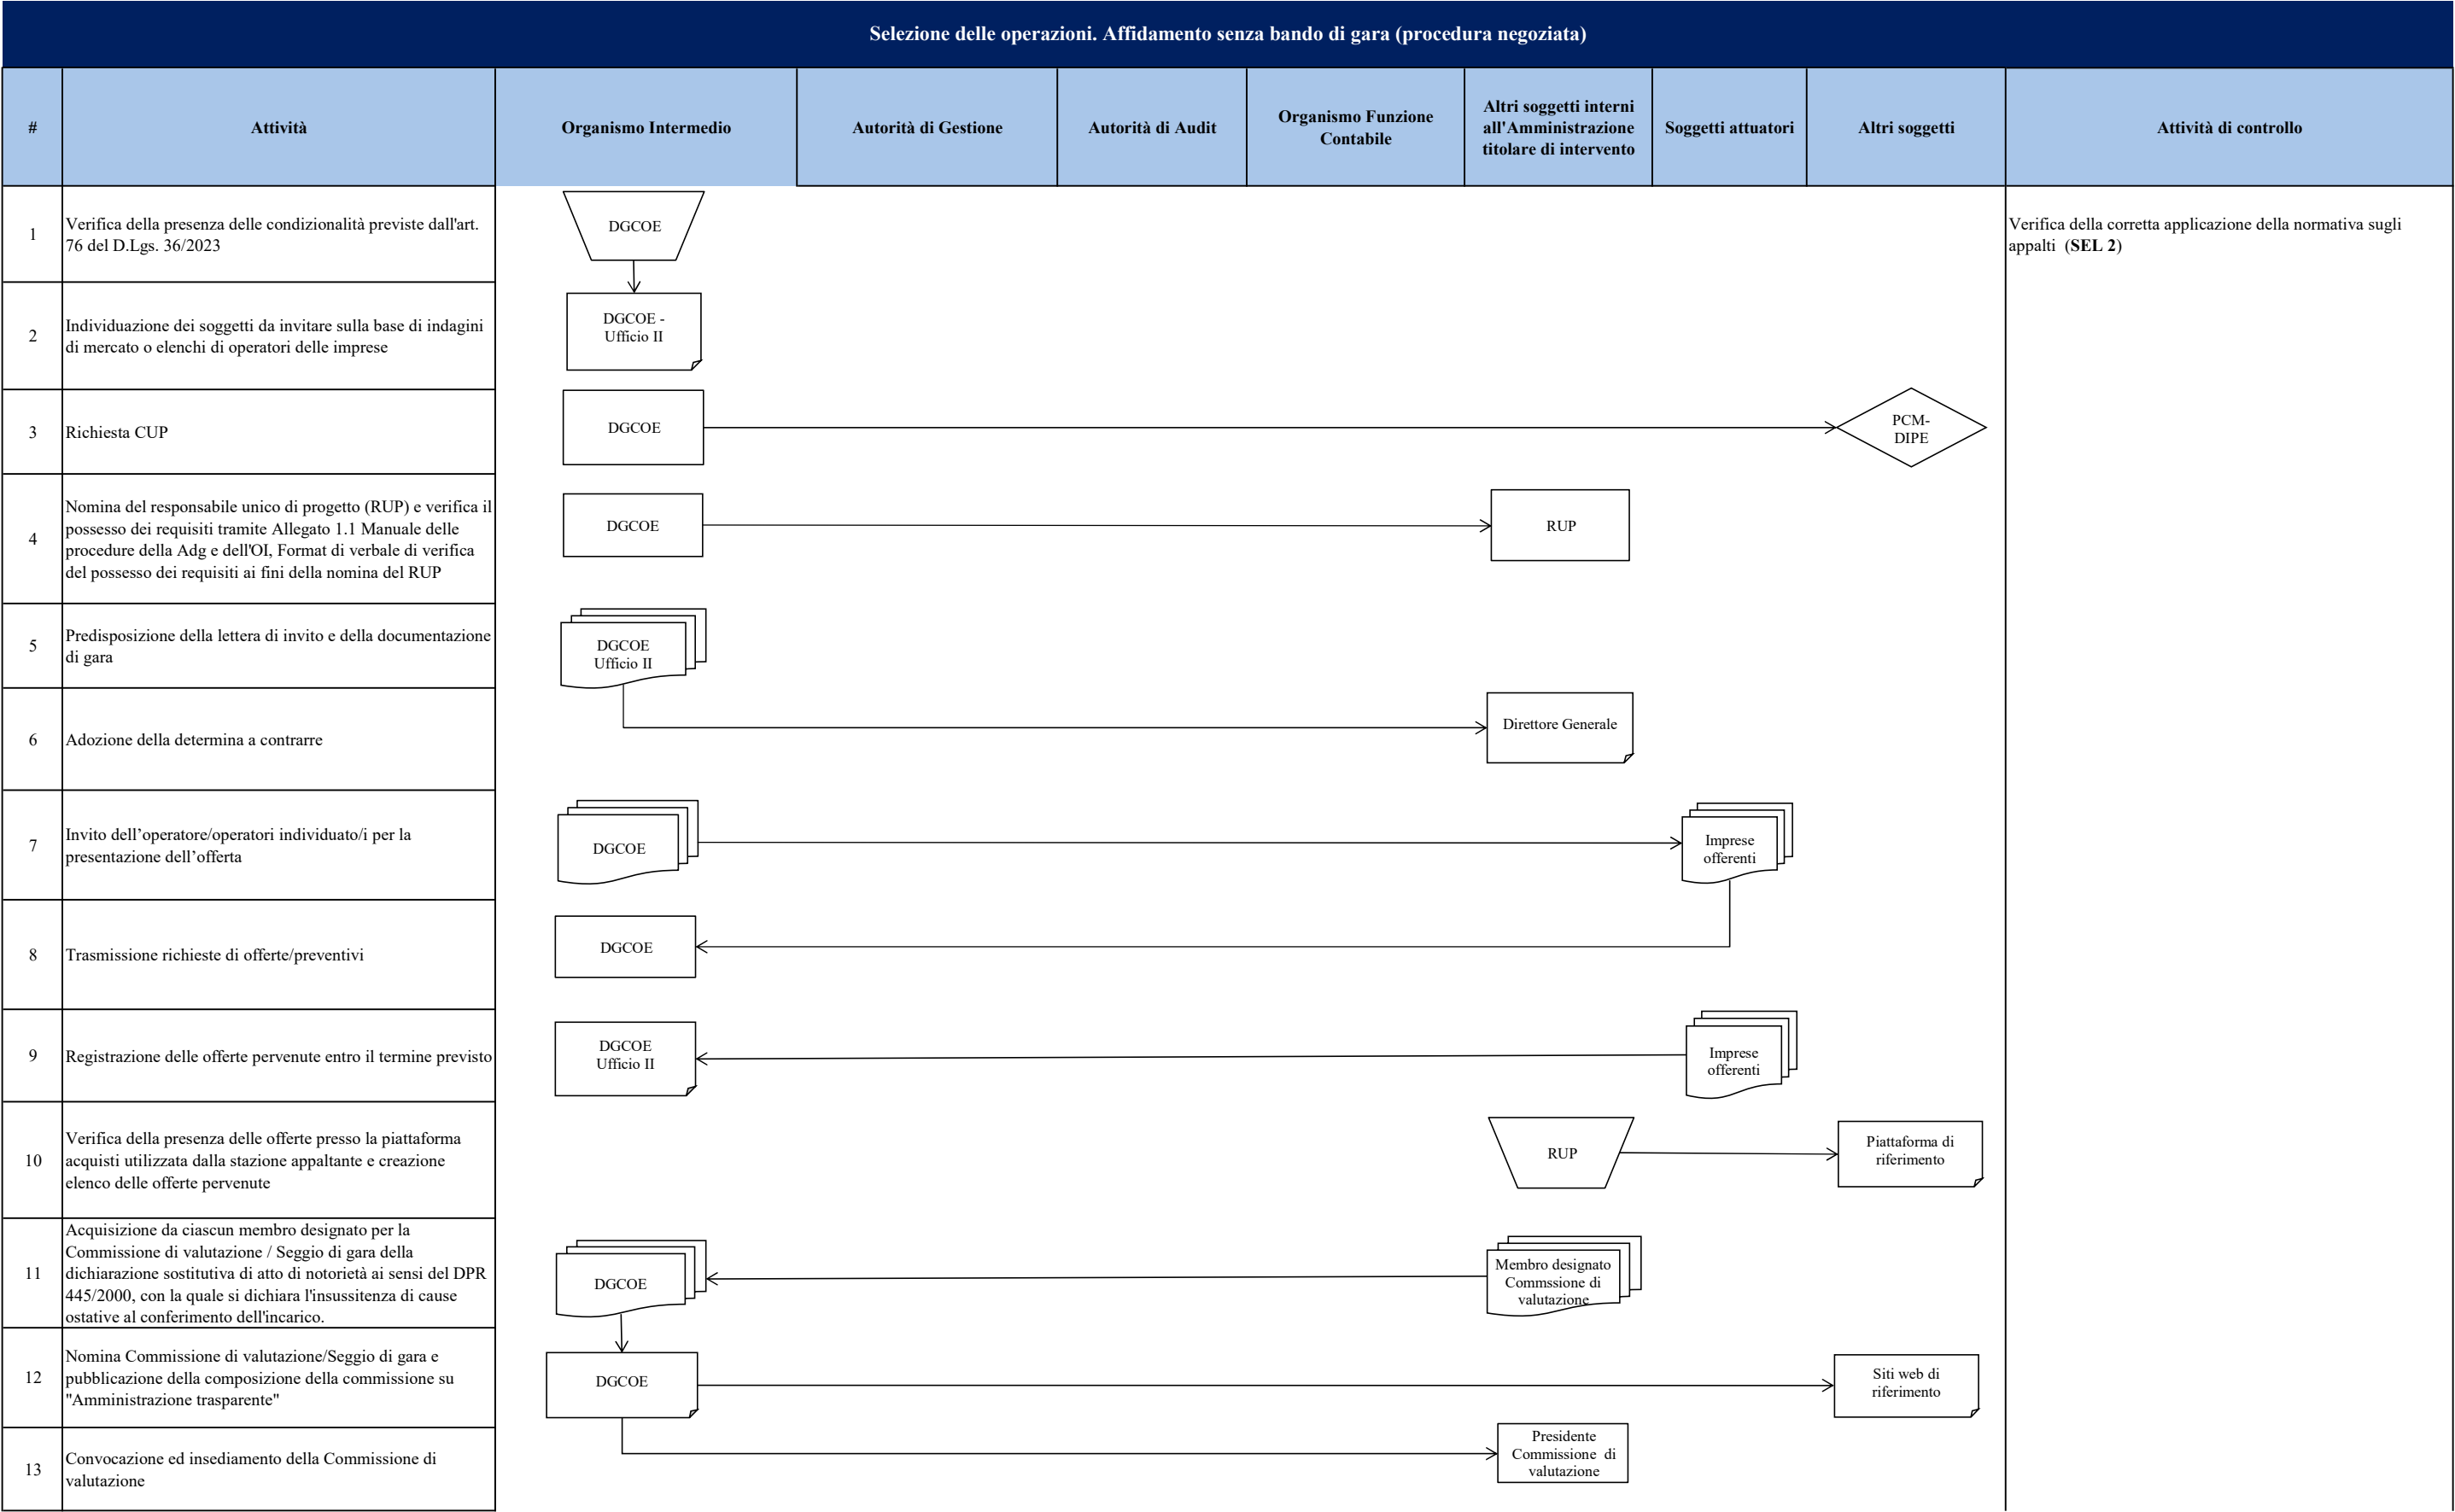 Selezione delle operazioni. Affidamento senza bando di gara (procedura negoziata)
#
Attività
Organismo Intermedio
Autorità di Gestione
Autorità di Audit
Organismo Funzione
Contabile
Altri soggetti interni
all'Amministrazione
titolare di intervento
Soggetti attuatori
Altri soggetti
Attività di controllo
1
Verifica della presenza delle condizionalità previste dall'art.
76 del D.Lgs. 36/2023
DGCOE
Verifica della corretta applicazione della normativa sugli
appalti (SEL 2)
2
Individuazione dei soggetti da invitare sulla base di indagini
di mercato o elenchi di operatori delle imprese
DGCOE -
Ufficio II
3
Richiesta CUP
DGCOE
PCM-
DIPE
4
Nomina del responsabile unico di progetto (RUP) e verifica il
possesso dei requisiti tramite Allegato 1.1 Manuale delle
procedure della Adg e dell'OI, Format di verbale di verifica
del possesso dei requisiti ai fini della nomina del RUP
DGCOE
RUP
5
Predisposizione della lettera di invito e della documentazione
di gara
DGCOE
Ufficio II
6
Adozione della determina a contrarre
Direttore Generale
7
Invito dell’operatore/operatori individuato/i per la
presentazione dell’offerta
DGCOE
Imprese
offerenti
8
Trasmissione richieste di offerte/preventivi
DGCOE
9
Registrazione delle offerte pervenute entro il termine previsto
DGCOE
Ufficio II
Imprese
offerenti
10
Verifica della presenza delle offerte presso la piattaforma
acquisti utilizzata dalla stazione appaltante e creazione
elenco delle offerte pervenute
RUP
Piattaforma di
riferimento
11
Acquisizione da ciascun membro designato per la
Commissione di valutazione / Seggio di gara della
dichiarazione sostitutiva di atto di notorietà ai sensi del DPR
445/2000, con la quale si dichiara l'insussitenza di cause
ostative al conferimento dell'incarico.
DGCOE
Membro designato
Commssione di
valutazione
12
Nomina Commissione di valutazione/Seggio di gara e
pubblicazione della composizione della commissione su
"Amministrazione trasparente"
DGCOE
Siti web di
riferimento
13
Convocazione ed insediamento della Commissione di
valutazione
Presidente
Commissione di
valutazione